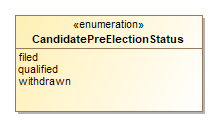 «enumeration»
CandidatePreElectionStatus
filed
qualified
withdrawn